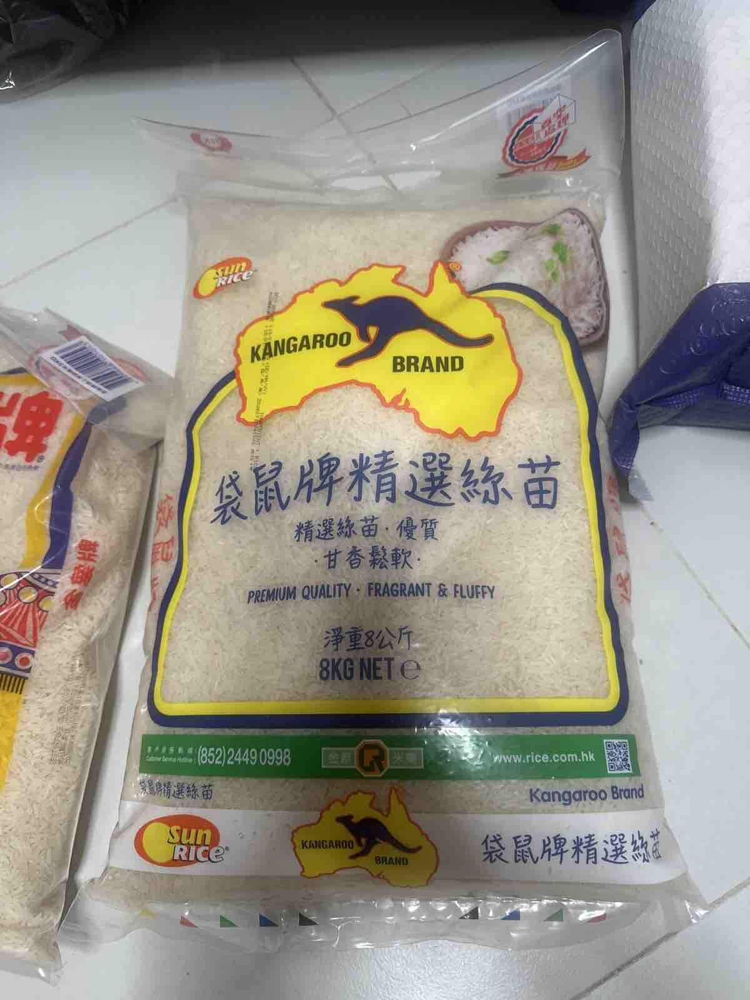 Sun
RICE
KANGAROO
BRAND
袋鼠牌精選絲苗
精選絲苗·優質
·甘香鬆軟·
PREMIUM QUALITY · FRAGRANT & FLUFFY
淨重8公斤
8KG NET ℮
客戶服務熱線:
Customer Service Hotline : (852) 2449 0998
金源 GR 米業
www.rice.com.hk
袋鼠牌精選絲苗
Kangaroo Brand
Sun
RICE®
KANGAROO
BRAND
袋鼠牌精選絲苗